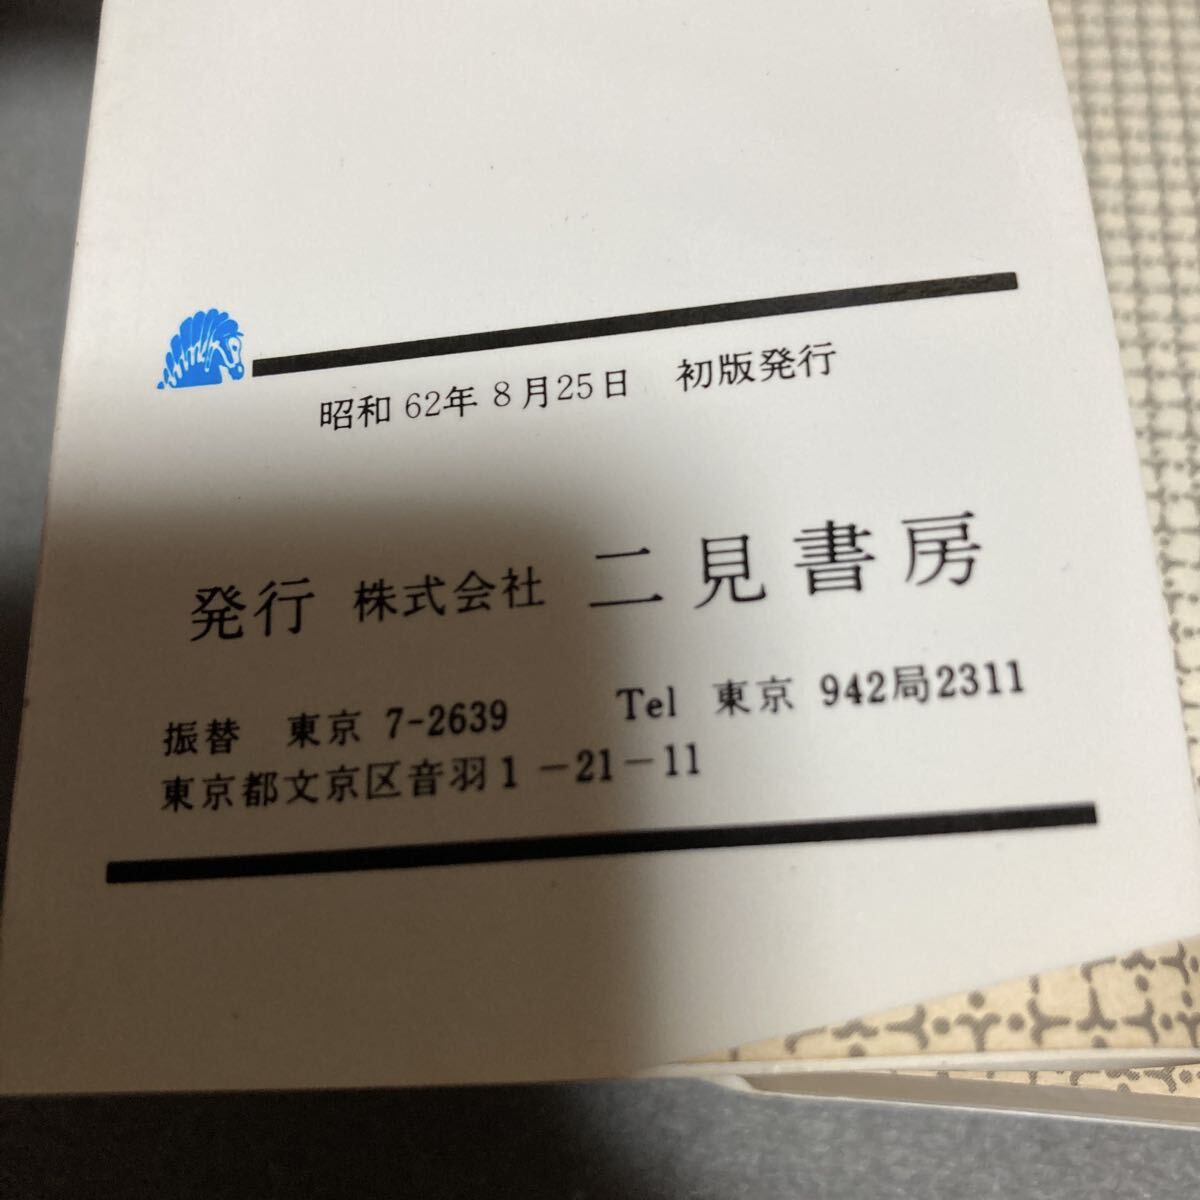 昭和62年8月25日 初版発行
発行 株式会社 二見書房
振替 東京 7-2639 Tel 東京 942局2311
東京都文京区音羽1-21-11